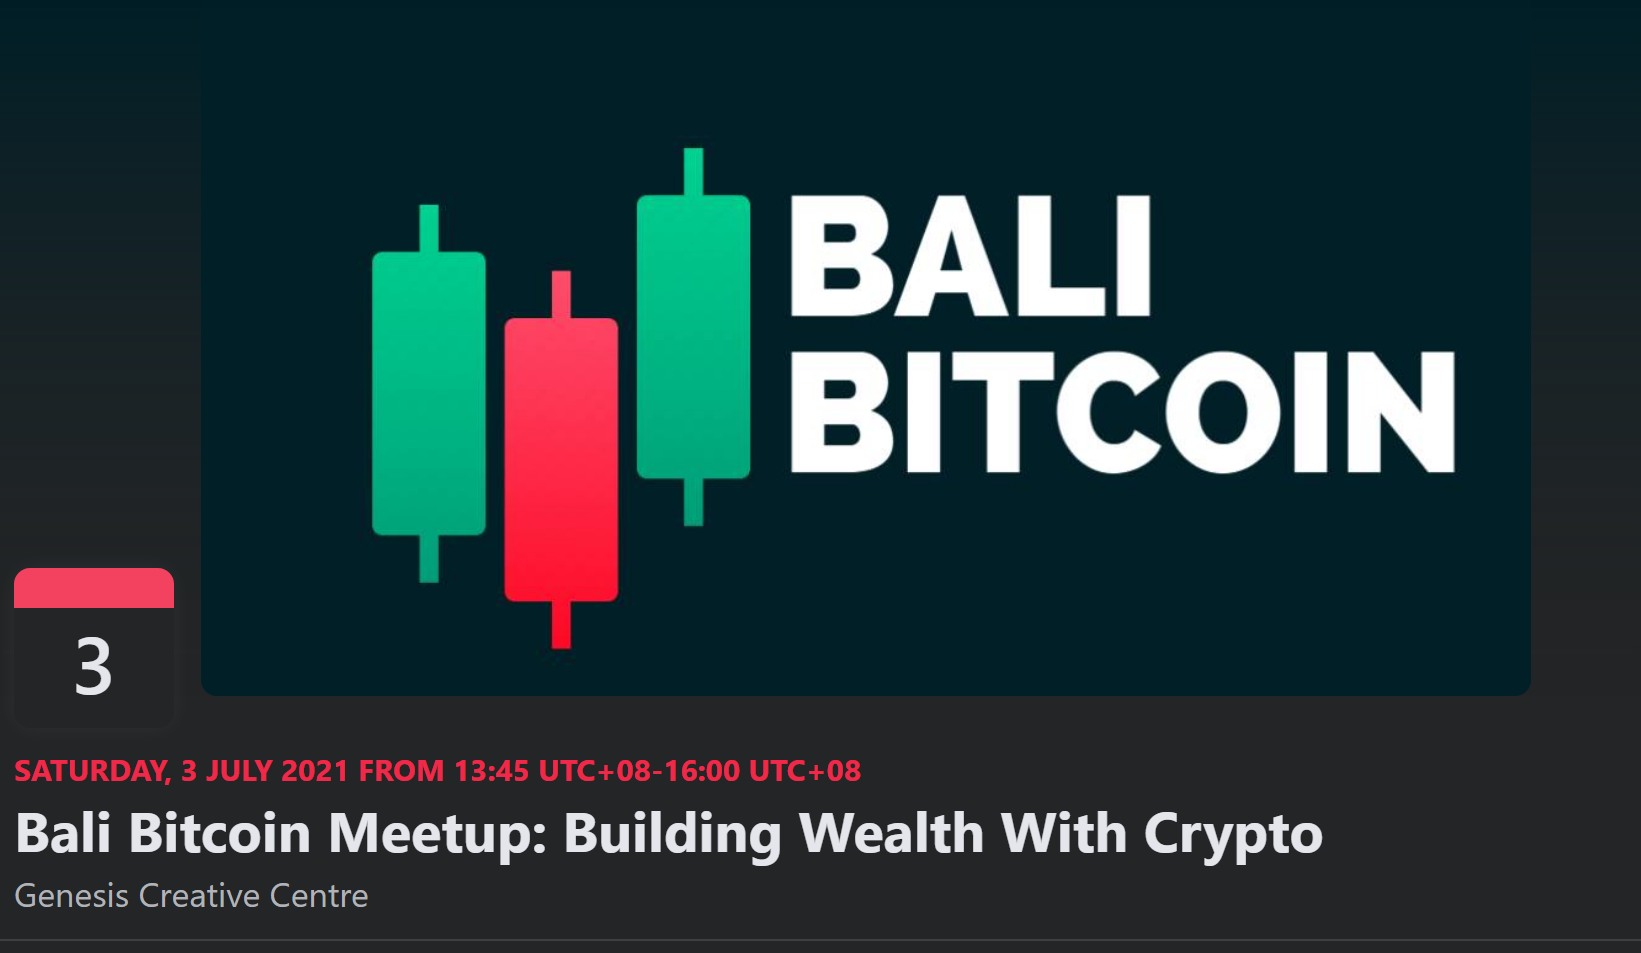 BALI
BITCOIN
3
SATURDAY, 3 JULY 2021 FROM 13:45 UTC+08-16:00 UTC+08
Bali Bitcoin Meetup: Building Wealth With Crypto
Genesis Creative Centre